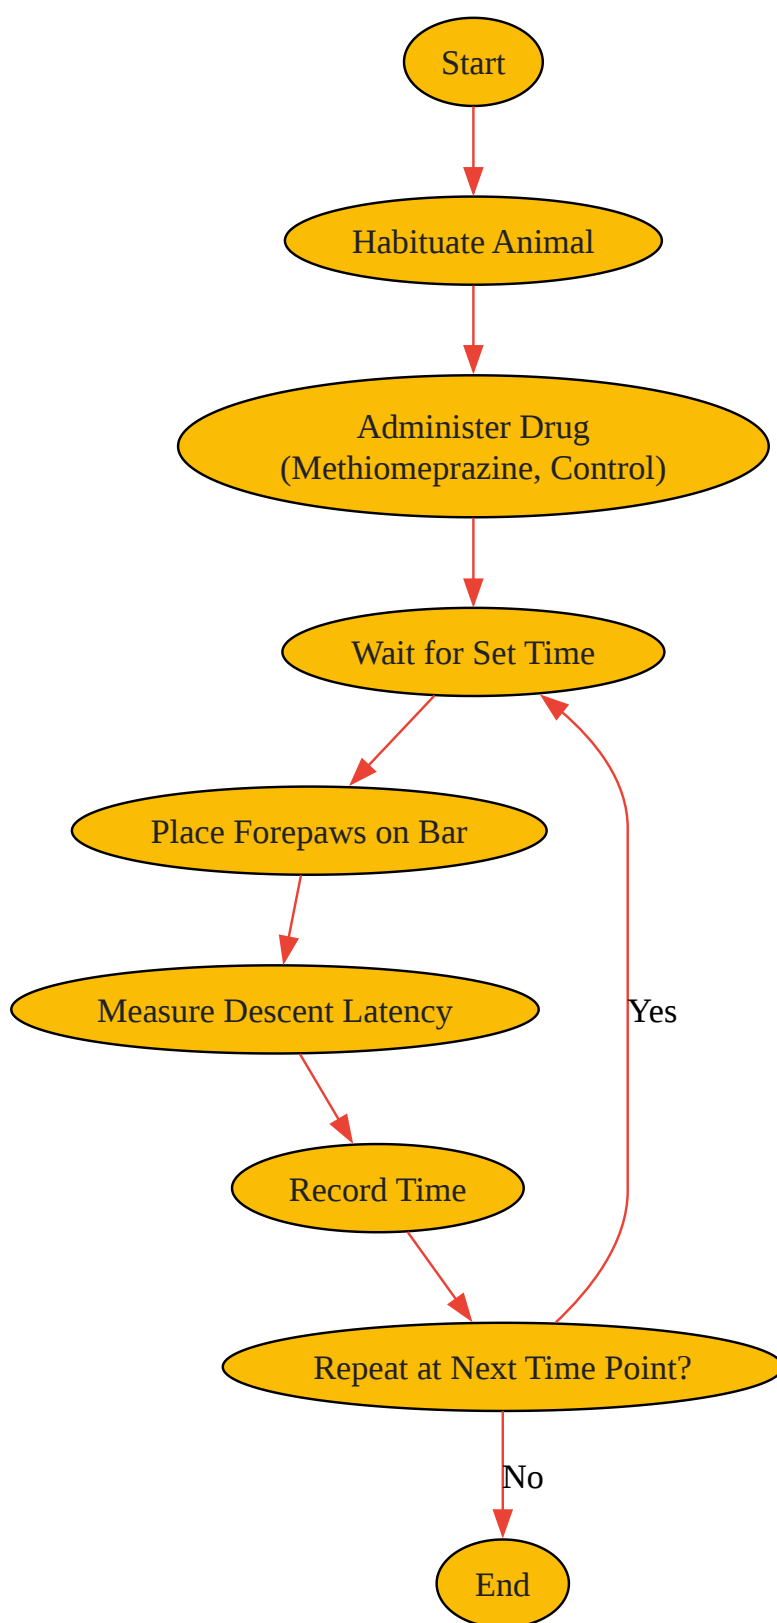 Start
Habituate Animal
Administer Drug
(Methiomeprazine, Control)
Wait for Set Time
Place Forepaws on Bar
Measure Descent Latency
Yes
Record Time
Repeat at Next Time Point?
No
End